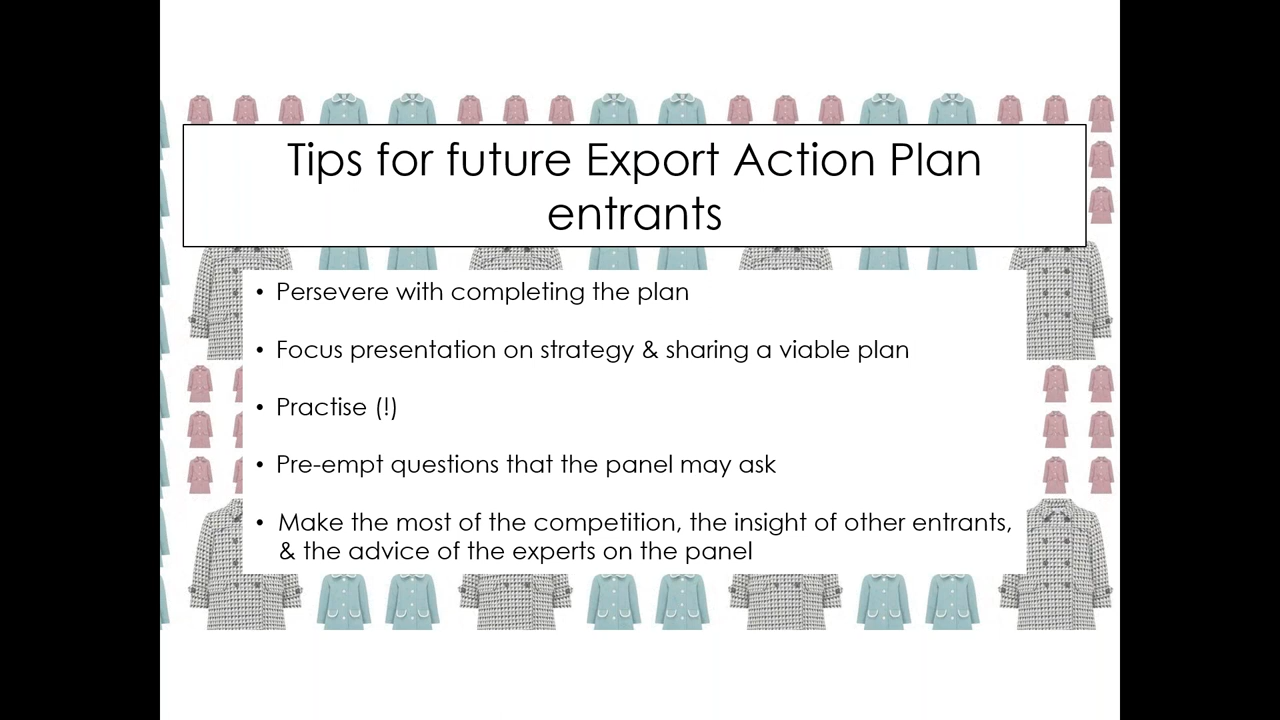 Tips for future Export Action Plan
entrants
• Persevere with completing the plan
• Focus presentation on strategy & sharing a viable plan
• Practise (!)
• Pre-empt questions that the panel may ask
• Make the most of the competition, the insight of other entrants,
& the advice of the experts on the panel